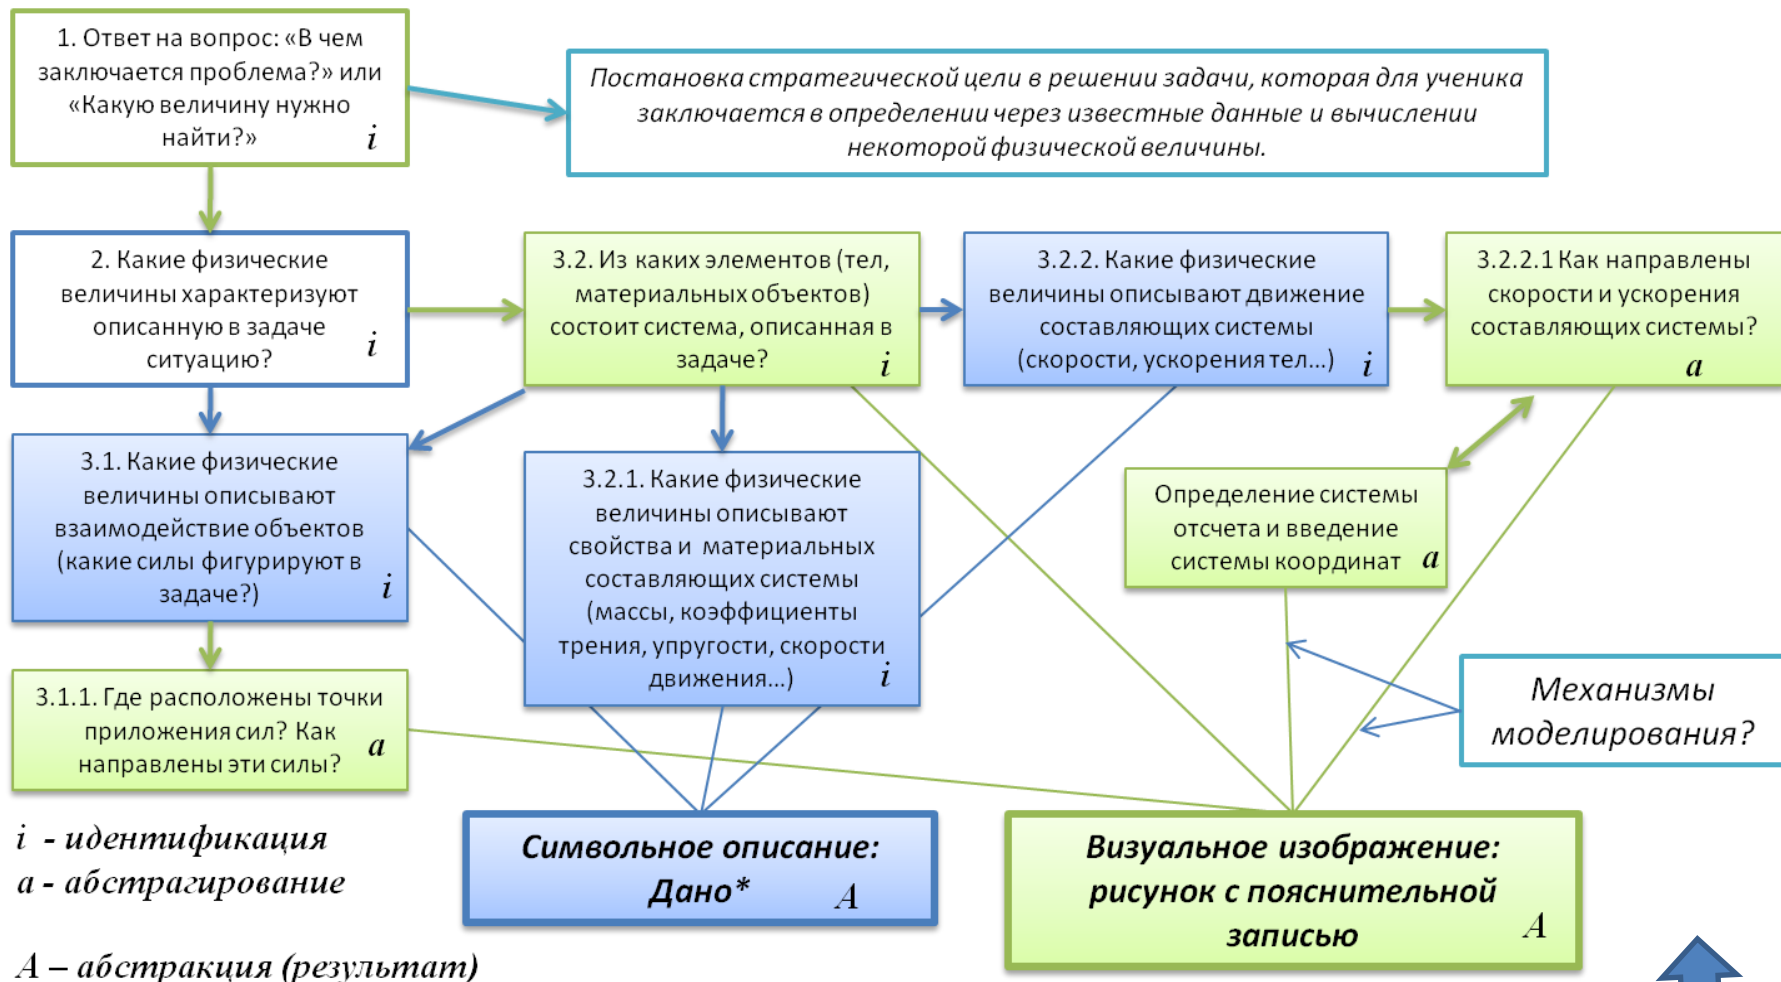 1. Ответ на вопрос: «В чем
заключается проблема?» или
«Какую величину нужно
найти?»
i
Постановка стратегической цели в решении задачи, которая для ученика
заключается в определении через известные данные и вычислении
некоторой физической величины.
2. Какие физические
величины характеризуют
описанную в задаче
ситуацию?
i
3.2. Из каких элементов (тел,
материальных объектов)
состоит система, описанная в
задаче?
i
3.2.2. Какие физические
величины описывают движение
составляющих системы
(скорости, ускорения тел...)
i
3.2.2.1 Как направлены
скорости и ускорения
составляющих системы?
a
3.1. Какие физические
величины описывают
взаимодействие объектов
(какие силы фигурируют в
задаче?)
i
3.2.1. Какие физические
величины описывают
свойства и материальных
составляющих системы
(массы, коэффициенты
трения, упругости, скорости
движения...)
i
Определение системы
отсчета и введение
системы координат
a
3.1.1. Где расположены точки
приложения сил? Как
направлены эти силы?
a
Механизмы
моделирования?
i - идентификация
a - абстрагирование
A – абстракция (результат)
Символьное описание:
Дано*
A
Визуальное изображение:
рисунок с пояснительной
записью
A